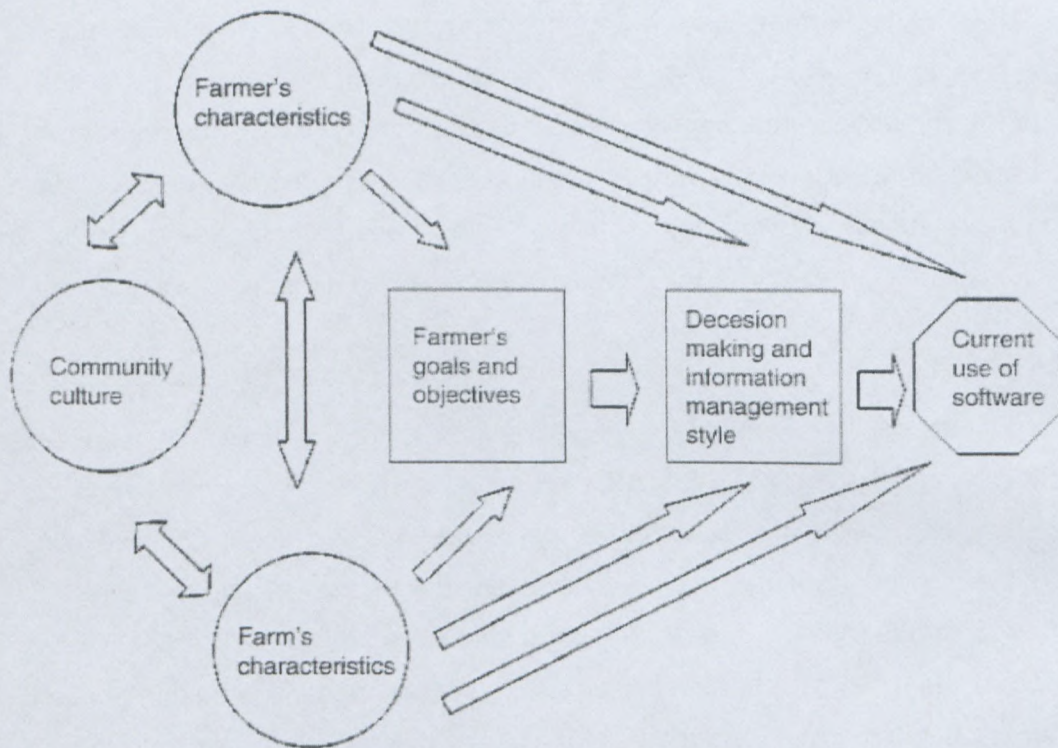 Farmer's
characteristics
Community
culture
Farmer's
goals and
objectives
Decesion
making and
information
management
style
Current
use of
software
Farm's
characteristics